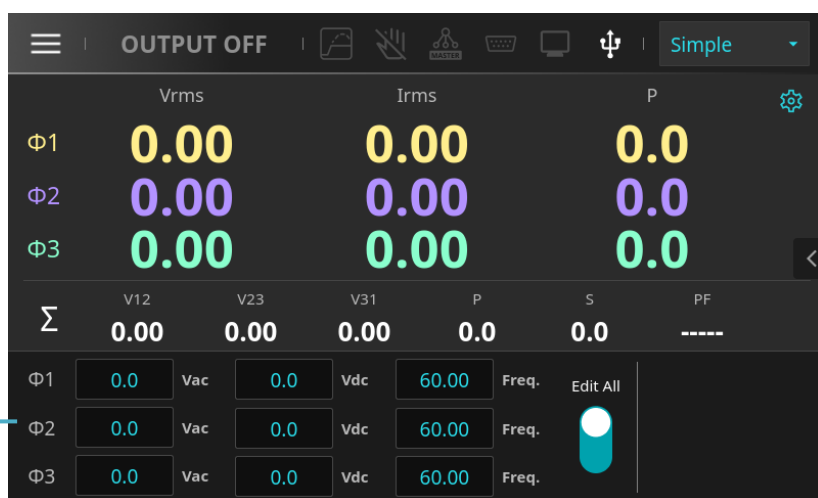 OUTPUT OFF MASTER Simple
Vrms Irms P
Φ1 0.00 0.00 0.0
Φ2 0.00 0.00 0.0
Φ3 0.00 0.00 0.0
V12 V23 V31 P S PF
Σ 0.00 0.00 0.00 0.0 0.0 -----
Φ1 0.0 Vac 0.0 Vdc 60.00 Freq. Edit All
Φ2 0.0 Vac 0.0 Vdc 60.00 Freq.
Φ3 0.0 Vac 0.0 Vdc 60.00 Freq.